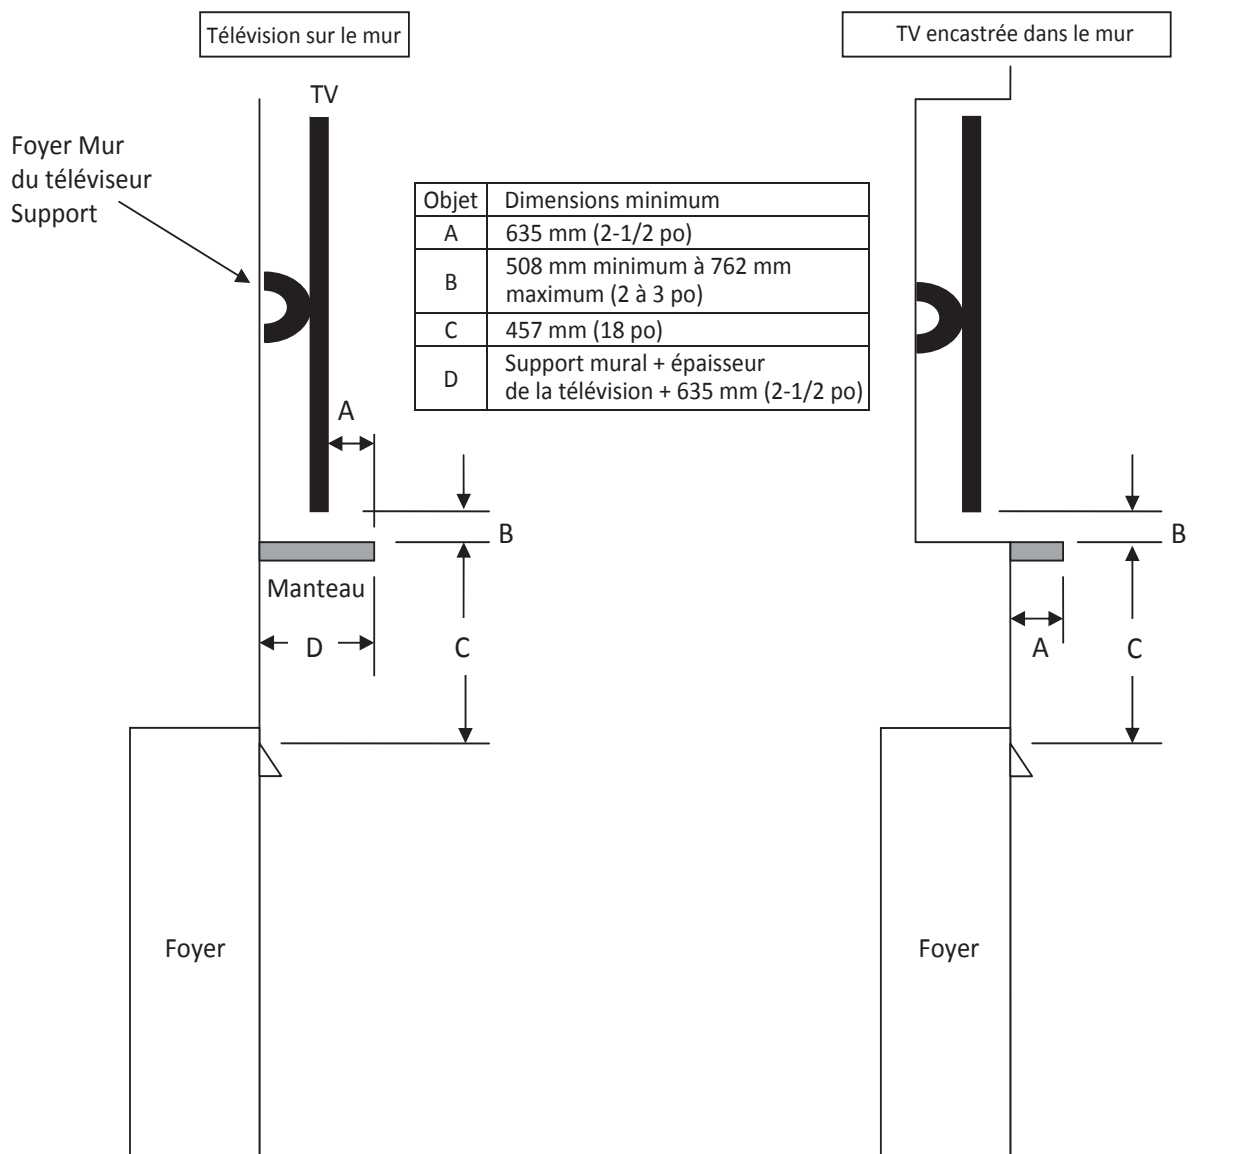 Télévision sur le mur
TV encastrée dans le mur
TV
Foyer Mur
du téléviseur
Support
Objet Dimensions minimum
A 635 mm (2-1/2 po)
B 508 mm minimum à 762 mm
maximum (2 à 3 po)
C 457 mm (18 po)
D Support mural + épaisseur
de la télévision + 635 mm (2-1/2 po)
A
B
Manteau
D
C
Foyer
B
A
C
Foyer